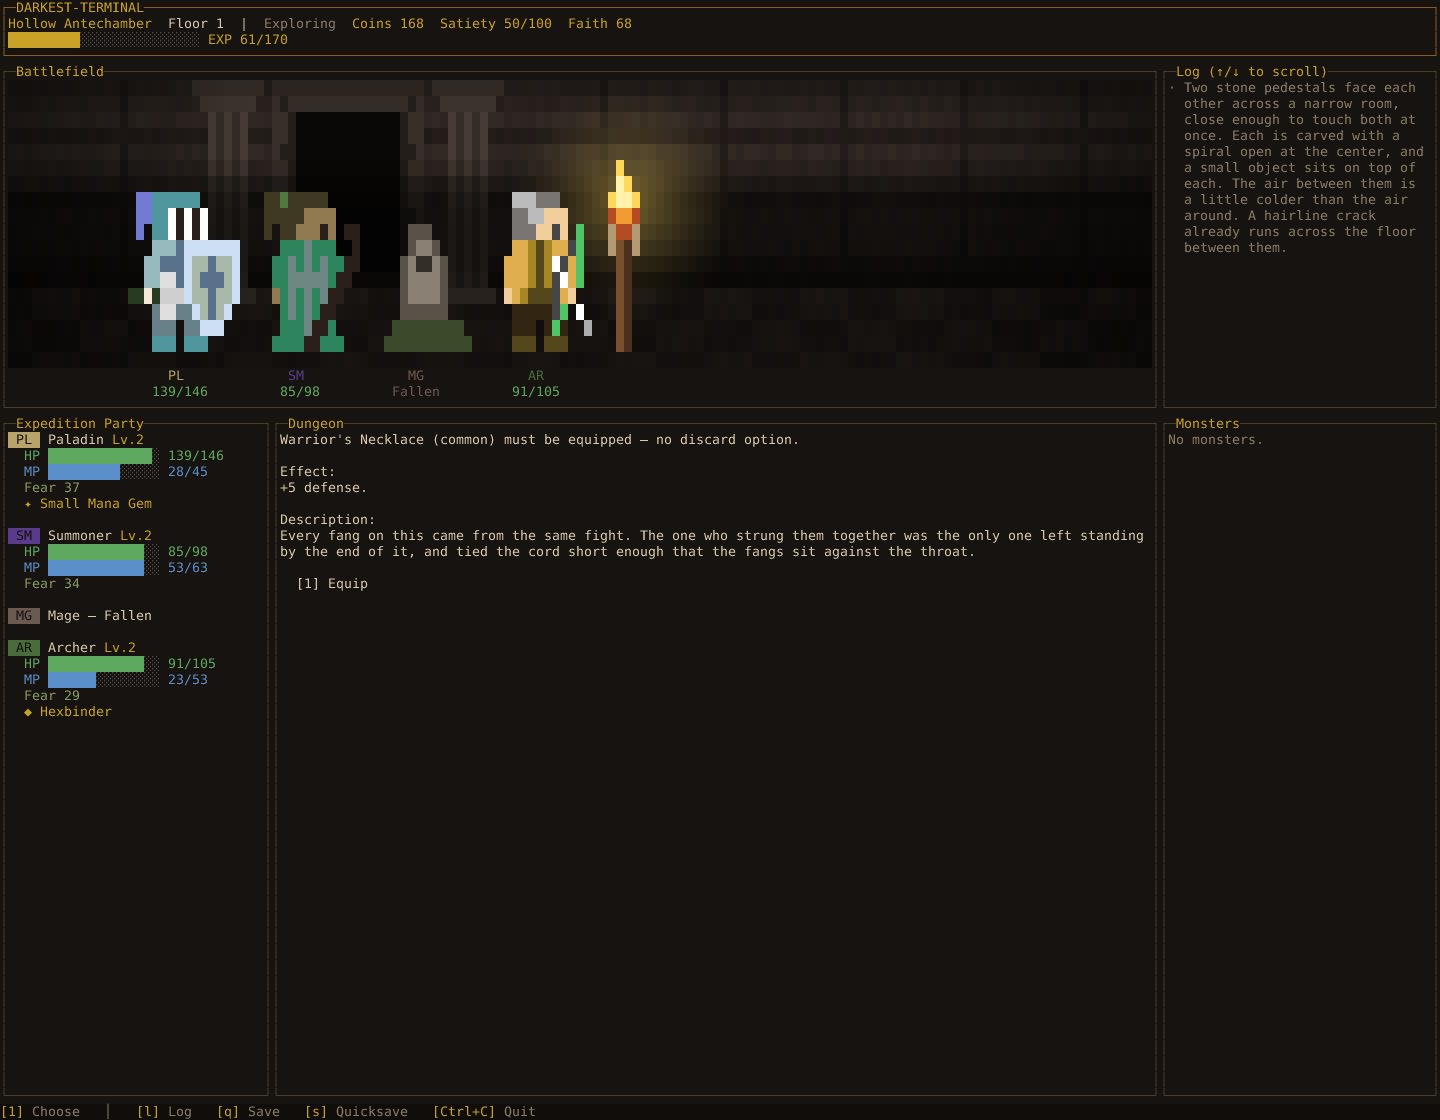 DARKEST-TERMINAL
Hollow Antechamber  Floor 1  |  Exploring  Coins 168  Satiety 50/100  Faith 68
EXP 61/170
Battlefield
PL
SM
MG
AR
139/146
85/98
Fallen
91/105
Log (↑/↓ to scroll)
· Two stone pedestals face each
other across a narrow room,
close enough to touch both at
once. Each is carved with a
spiral open at the center, and
a small object sits on top of
each. The air between them is
a little colder than the air
around. A hairline crack
already runs across the floor
between them.
Expedition Party
PL Paladin Lv.2
HP 139/146
MP 28/45
Fear 37
✦ Small Mana Gem
SM Summoner Lv.2
HP 85/98
MP 53/63
Fear 34
MG Mage — Fallen
AR Archer Lv.2
HP 91/105
MP 23/53
Fear 29
◆ Hexbinder
Dungeon
Warrior's Necklace (common) must be equipped — no discard option.
Effect:
+5 defense.
Description:
Every fang on this came from the same fight. The one who strung them together was the only one left standing
by the end of it, and tied the cord short enough that the fangs sit against the throat.
[1] Equip
Monsters
No monsters.
[1] Choose  |  [l] Log  [q] Save  [s] Quicksave  [Ctrl+C] Quit